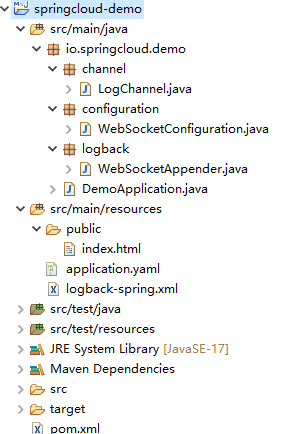 springcloud-demo
src/main/java
io.springcloud.demo
channel
LogChannel.java
configuration
WebSocketConfiguration.java
logback
WebSocketAppender.java
DemoApplication.java
src/main/resources
public
index.html
application.yaml
logback-spring.xml
src/test/java
src/test/resources
JRE System Library [JavaSE-17]
Maven Dependencies
src
target
pom.xml